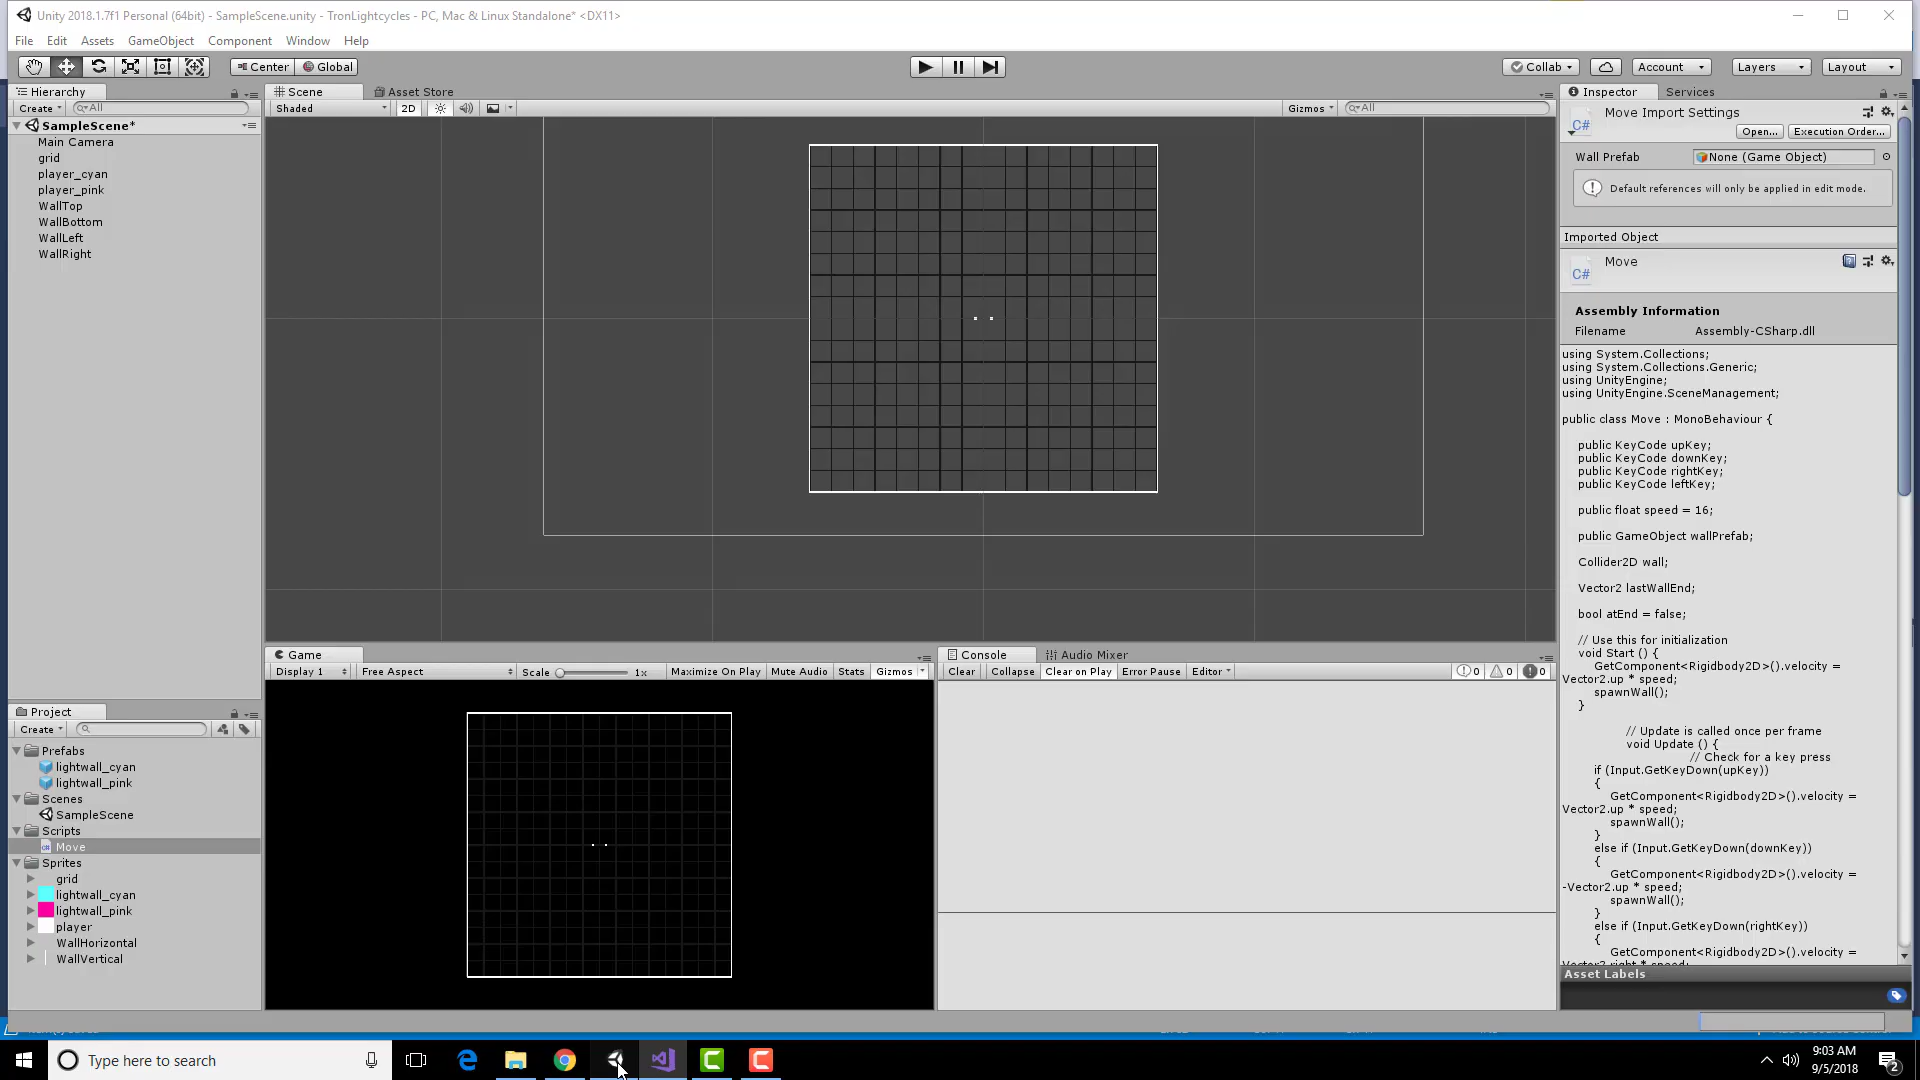 Unity 2018.1.7f1 Personal (64bit) - SampleScene.unity - TronLightcycles - PC, Mac & Linux Standalone* <DX11>
File Edit Assets GameObject Component Window Help
Center Global
Collab Account Layers Layout
Hierarchy
Create All
SampleScene*
Main Camera
grid
player_cyan
player_pink
WallTop
WallBottom
WallLeft
WallRight
Scene Asset Store
Shaded 2D Gizmos All
Game
Display 1 Free Aspect Scale 1x Maximize On Play Mute Audio Stats Gizmos
Console Audio Mixer
Clear Collapse Clear on Play Error Pause Editor 0 0 0
Project
Create
Prefabs
lightwall_cyan
lightwall_pink
Scenes
SampleScene
Scripts
Move
Sprites
grid
lightwall_cyan
lightwall_pink
player
WallHorizontal
WallVertical
Inspector Services
C# Move Import Settings
Open... Execution Order...
Wall Prefab None (Game Object)
Default references will only be applied in edit mode.
Imported Object
C# Move
Assembly Information
Filename Assembly-CSharp.dll
using System.Collections;
using System.Collections.Generic;
using UnityEngine;
using UnityEngine.SceneManagement;
public class Move : MonoBehaviour {
public KeyCode upKey;
public KeyCode downKey;
public KeyCode rightKey;
public KeyCode leftKey;
public float speed = 16;
public GameObject wallPrefab;
Collider2D wall;
Vector2 lastWallEnd;
bool atEnd = false;
// Use this for initialization
void Start () {
GetComponent<Rigidbody2D>().velocity =
Vector2.up * speed;
spawnWall();
}
// Update is called once per frame
void Update () {
// Check for a key press
if (Input.GetKeyDown(upKey))
{
GetComponent<Rigidbody2D>().velocity =
Vector2.up * speed;
spawnWall();
}
else if (Input.GetKeyDown(downKey))
{
GetComponent<Rigidbody2D>().velocity =
-Vector2.up * speed;
spawnWall();
}
else if (Input.GetKeyDown(rightKey))
{
GetComponent<Rigidbody2D>().velocity =
Vector2.right * speed;
Asset Labels
Type here to search
9:03 AM
9/5/2018
2